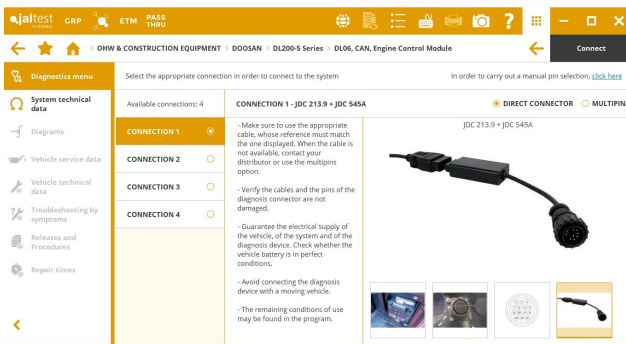 jaltest
GRP
ETM
PASS
THRU
?
OHW & CONSTRUCTION EQUIPMENT
DOOSAN
DL200-5 Series
DL06, CAN, Engine Control Module
Connect
Diagnostics menu
Select the appropriate connection in order to connect to the system
In order to carry out a manual pin selection, click here
System technical
data
Diagrams
Vehicle service data
Vehicle technical
data
Troubleshooting by
symptoms
Releases and
Procedures
Repair times
Available connections: 4
CONNECTION 1
CONNECTION 2
CONNECTION 3
CONNECTION 4
CONNECTION 1 - JDC 213.9 + JDC 545A
DIRECT CONNECTOR
MULTIPIN
- Make sure to use the appropriate
cable, whose reference must match
the one displayed. When the cable is
not available, contact your
distributor or use the multipins
option.
- Verify the cables and the pins of the
diagnosis connector are not
damaged.
- Guarantee the electrical supply of
the vehicle, of the system and of the
diagnosis device. Check whether the
vehicle battery is in perfect
conditions.
- Avoid connecting the diagnosis
device with a moving vehicle.
- The remaining conditions of use
may be found in the program.
JDC 213.9 + JDC 545A